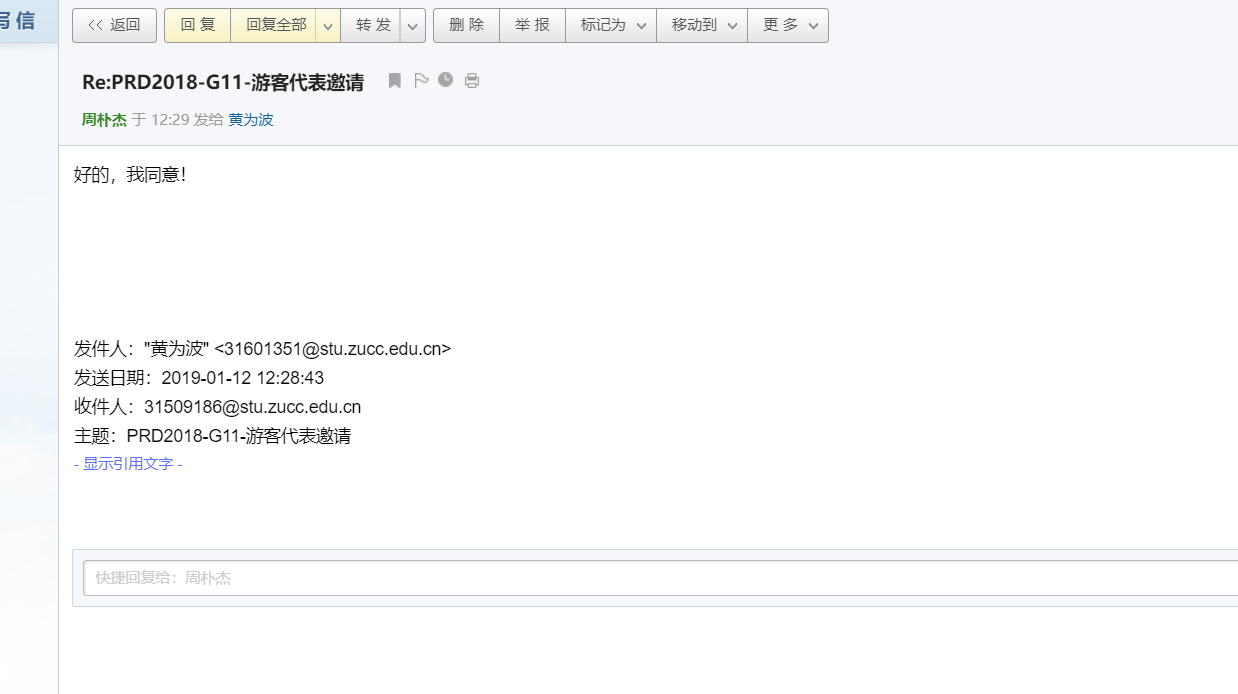 写信
<< 返回 回 复 回复全部 转 发 删 除 举 报 标记为 移动到 更 多
Re:PRD2018-G11-游客代表邀请
周朴杰 于 12:29 发给 黄为波
好的，我同意！
发件人："黄为波" <31601351@stu.zucc.edu.cn>
发送日期：2019-01-12 12:28:43
收件人：31509186@stu.zucc.edu.cn
主题：PRD2018-G11-游客代表邀请
- 显示引用文字 -
快捷回复给：周朴杰